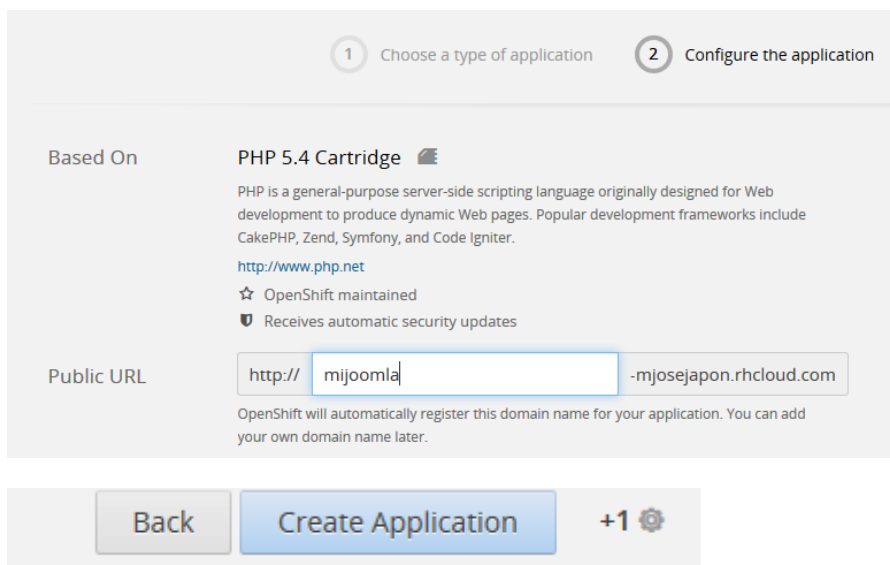 1 Choose a type of application 2 Configure the application
Based On PHP 5.4 Cartridge
PHP is a general-purpose server-side scripting language originally designed for Web
development to produce dynamic Web pages. Popular development frameworks include
CakePHP, Zend, Symfony, and Code Igniter.
http://www.php.net
OpenShift maintained
Receives automatic security updates
Public URL http:// mijoomla -mjosejapon.rhcloud.com
OpenShift will automatically register this domain name for your application. You can add
your own domain name later.
Back Create Application +1